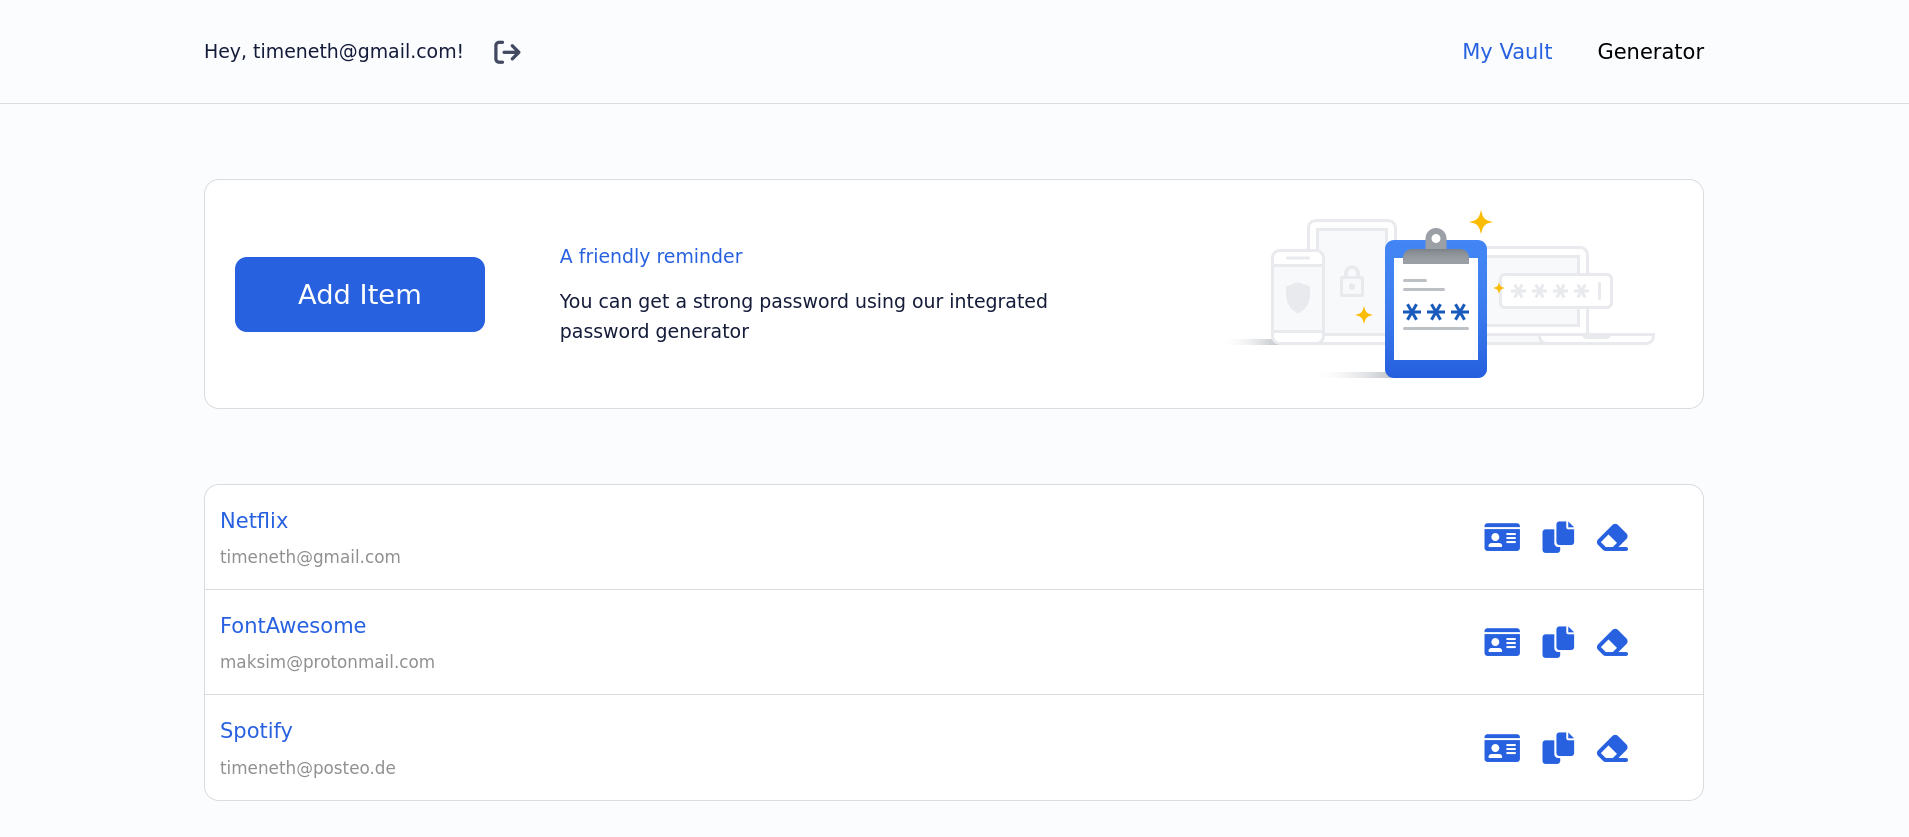 Hey, timeneth@gmail.com!
My Vault
Generator
Add Item
A friendly reminder
You can get a strong password using our integrated
password generator
Netflix
timeneth@gmail.com
FontAwesome
maksim@protonmail.com
Spotify
timeneth@posteo.de